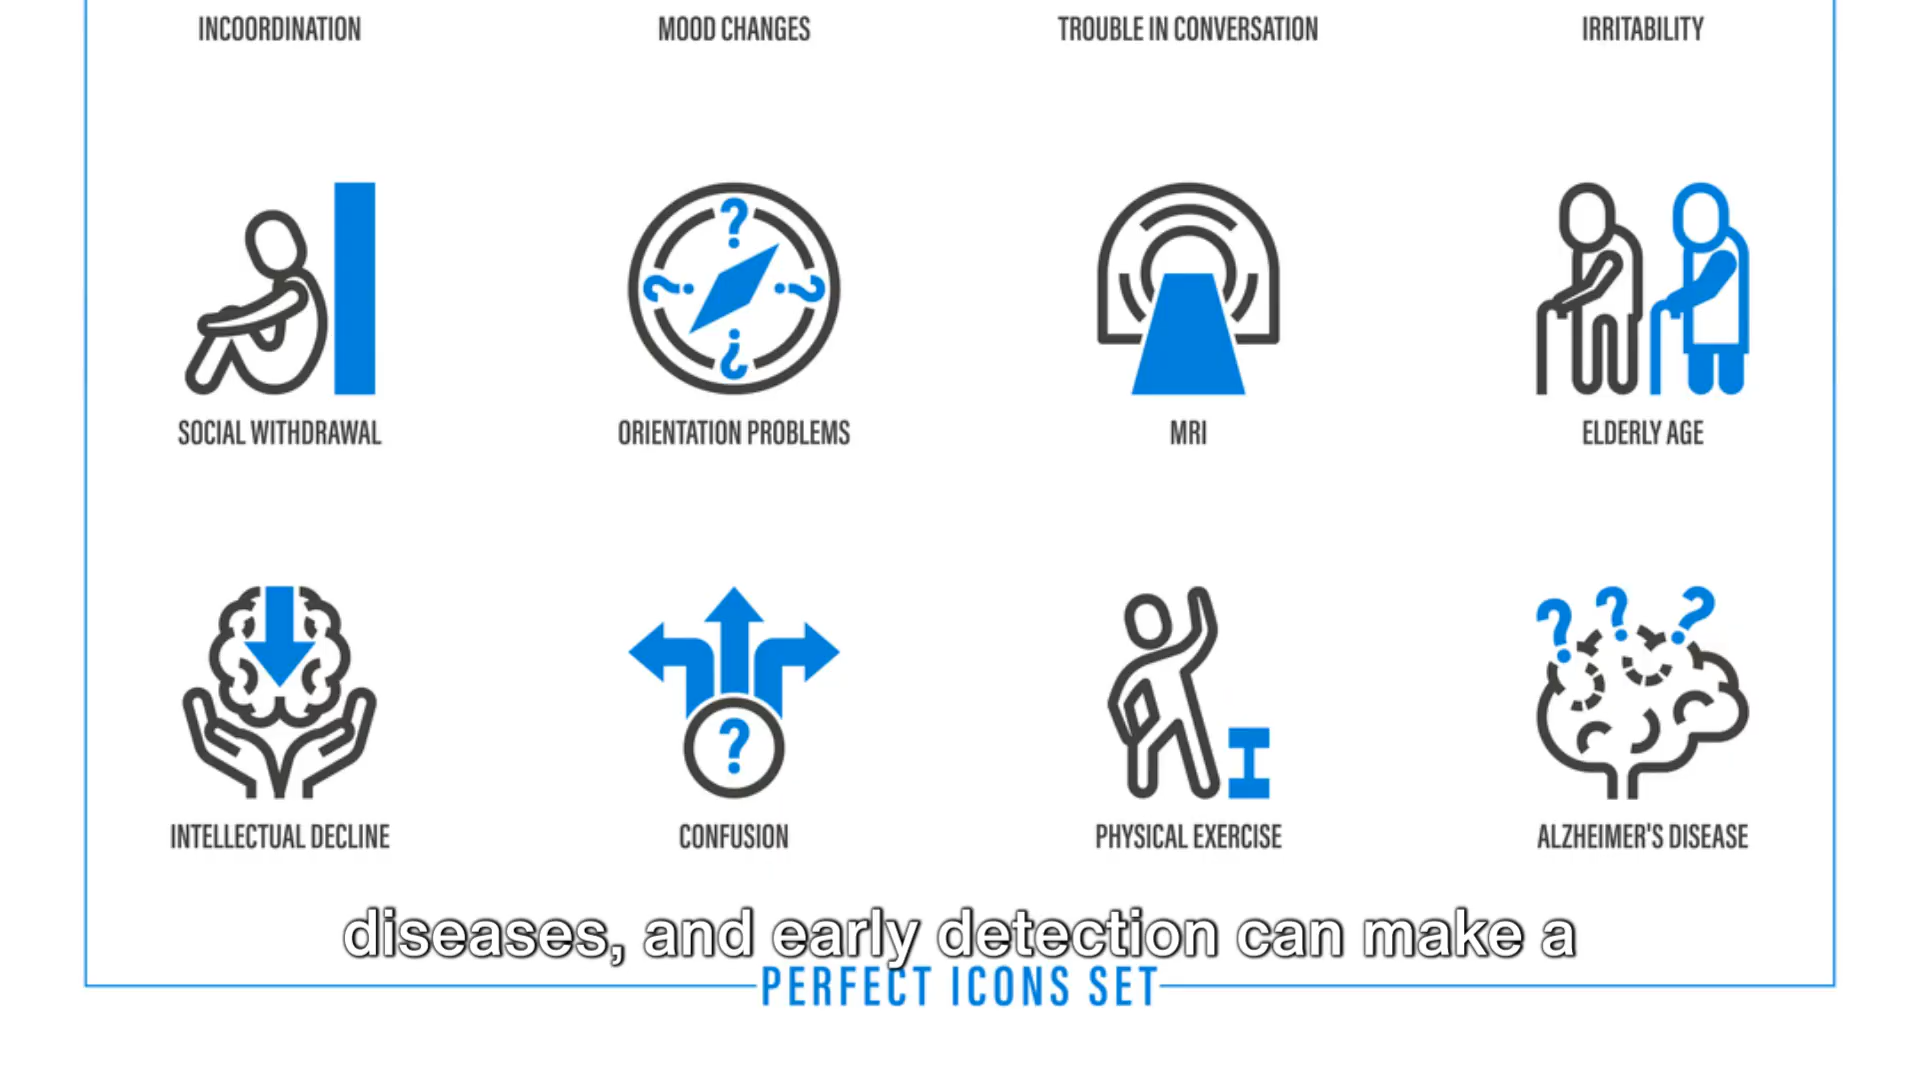 INCOORDINATION
MOOD CHANGES
TROUBLE IN CONVERSATION
IRRITABILITY
? ? ? ?
SOCIAL WITHDRAWAL
ORIENTATION PROBLEMS
MRI
ELDERLY AGE
?
? ? ?
INTELLECTUAL DECLINE
CONFUSION
PHYSICAL EXERCISE
ALZHEIMER'S DISEASE
diseases, and early detection can make a
PERFECT ICONS SET